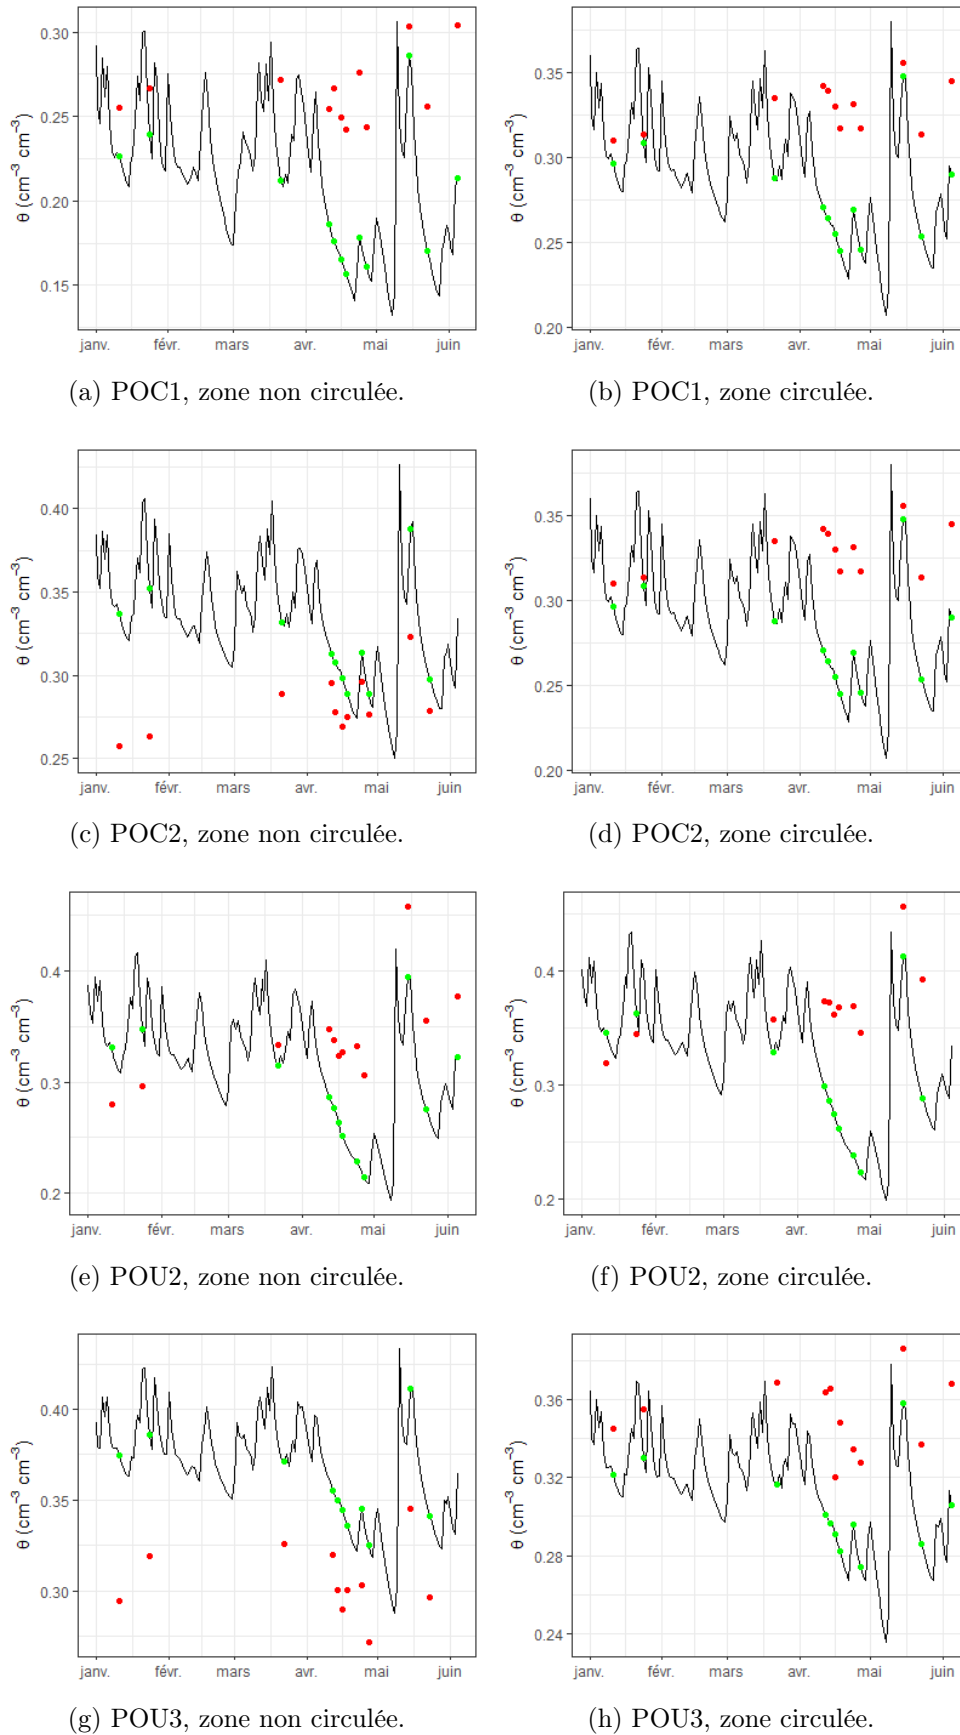 0.30
0.25
0.20
0.15
θ (cm⁻³ cm⁻³)
janv. févr. mars avr. mai juin
(a) POC1, zone non circulée.
0.35
0.30
0.25
0.20
θ (cm⁻³ cm⁻³)
janv. févr. mars avr. mai juin
(b) POC1, zone circulée.
0.40
0.35
0.30
0.25
θ (cm⁻³ cm⁻³)
janv. févr. mars avr. mai juin
(c) POC2, zone non circulée.
0.35
0.30
0.25
0.20
θ (cm⁻³ cm⁻³)
janv. févr. mars avr. mai juin
(d) POC2, zone circulée.
0.4
0.3
0.2
θ (cm⁻³ cm⁻³)
janv. févr. mars avr. mai juin
(e) POU2, zone non circulée.
0.4
0.3
0.2
θ (cm⁻³ cm⁻³)
janv. févr. mars avr. mai juin
(f) POU2, zone circulée.
0.40
0.35
0.30
θ (cm⁻³ cm⁻³)
janv. févr. mars avr. mai juin
(g) POU3, zone non circulée.
0.36
0.32
0.28
0.24
θ (cm⁻³ cm⁻³)
janv. févr. mars avr. mai juin
(h) POU3, zone circulée.